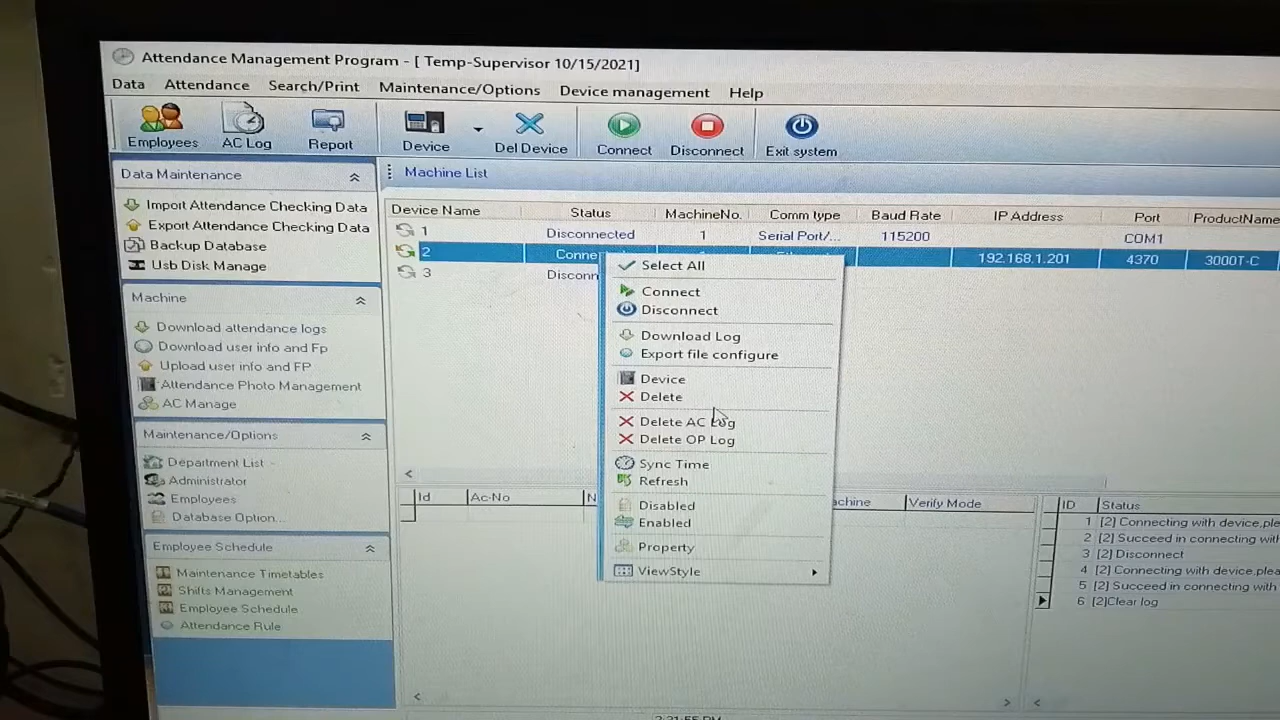 Attendance Management Program - [ Temp-Supervisor 10/15/2021]
Data Attendance Search/Print Maintenance/Options Device management Help
Employees AC Log Report Device Del Device Connect Disconnect Exit system
Data Maintenance
Import Attendance Checking Data
Export Attendance Checking Data
Backup Database
Usb Disk Manage
Machine
Download attendance logs
Download user info and Fp
Upload user info and FP
Attendance Photo Management
AC Manage
Maintenance/Options
Department List
Administrator
Employees
Database Option...
Employee Schedule
Maintenance Timetables
Shifts Management
Employee Schedule
Attendance Rule
Machine List
Device Name Status MachineNo. Comm type Baud Rate IP Address Port ProductName
1 Disconnected 1 Serial Port/... 115200 COM1
2 Conne 192.168.1.201 4370 3000T-C
3 Disconn
Select All
Connect
Disconnect
Download Log
Export file configure
Device
Delete
Delete AC Log
Delete OP Log
Sync Time
Refresh
Disabled
Enabled
Property
ViewStyle
Id Ac-No N achine Verify Mode
ID Status
1 [2] Connecting with device,ple
2 [2] Succeed in connecting with
3 [2] Disconnect
4 [2] Connecting with device,plea
5 [2] Succeed in connecting with
6 [2]Clear log